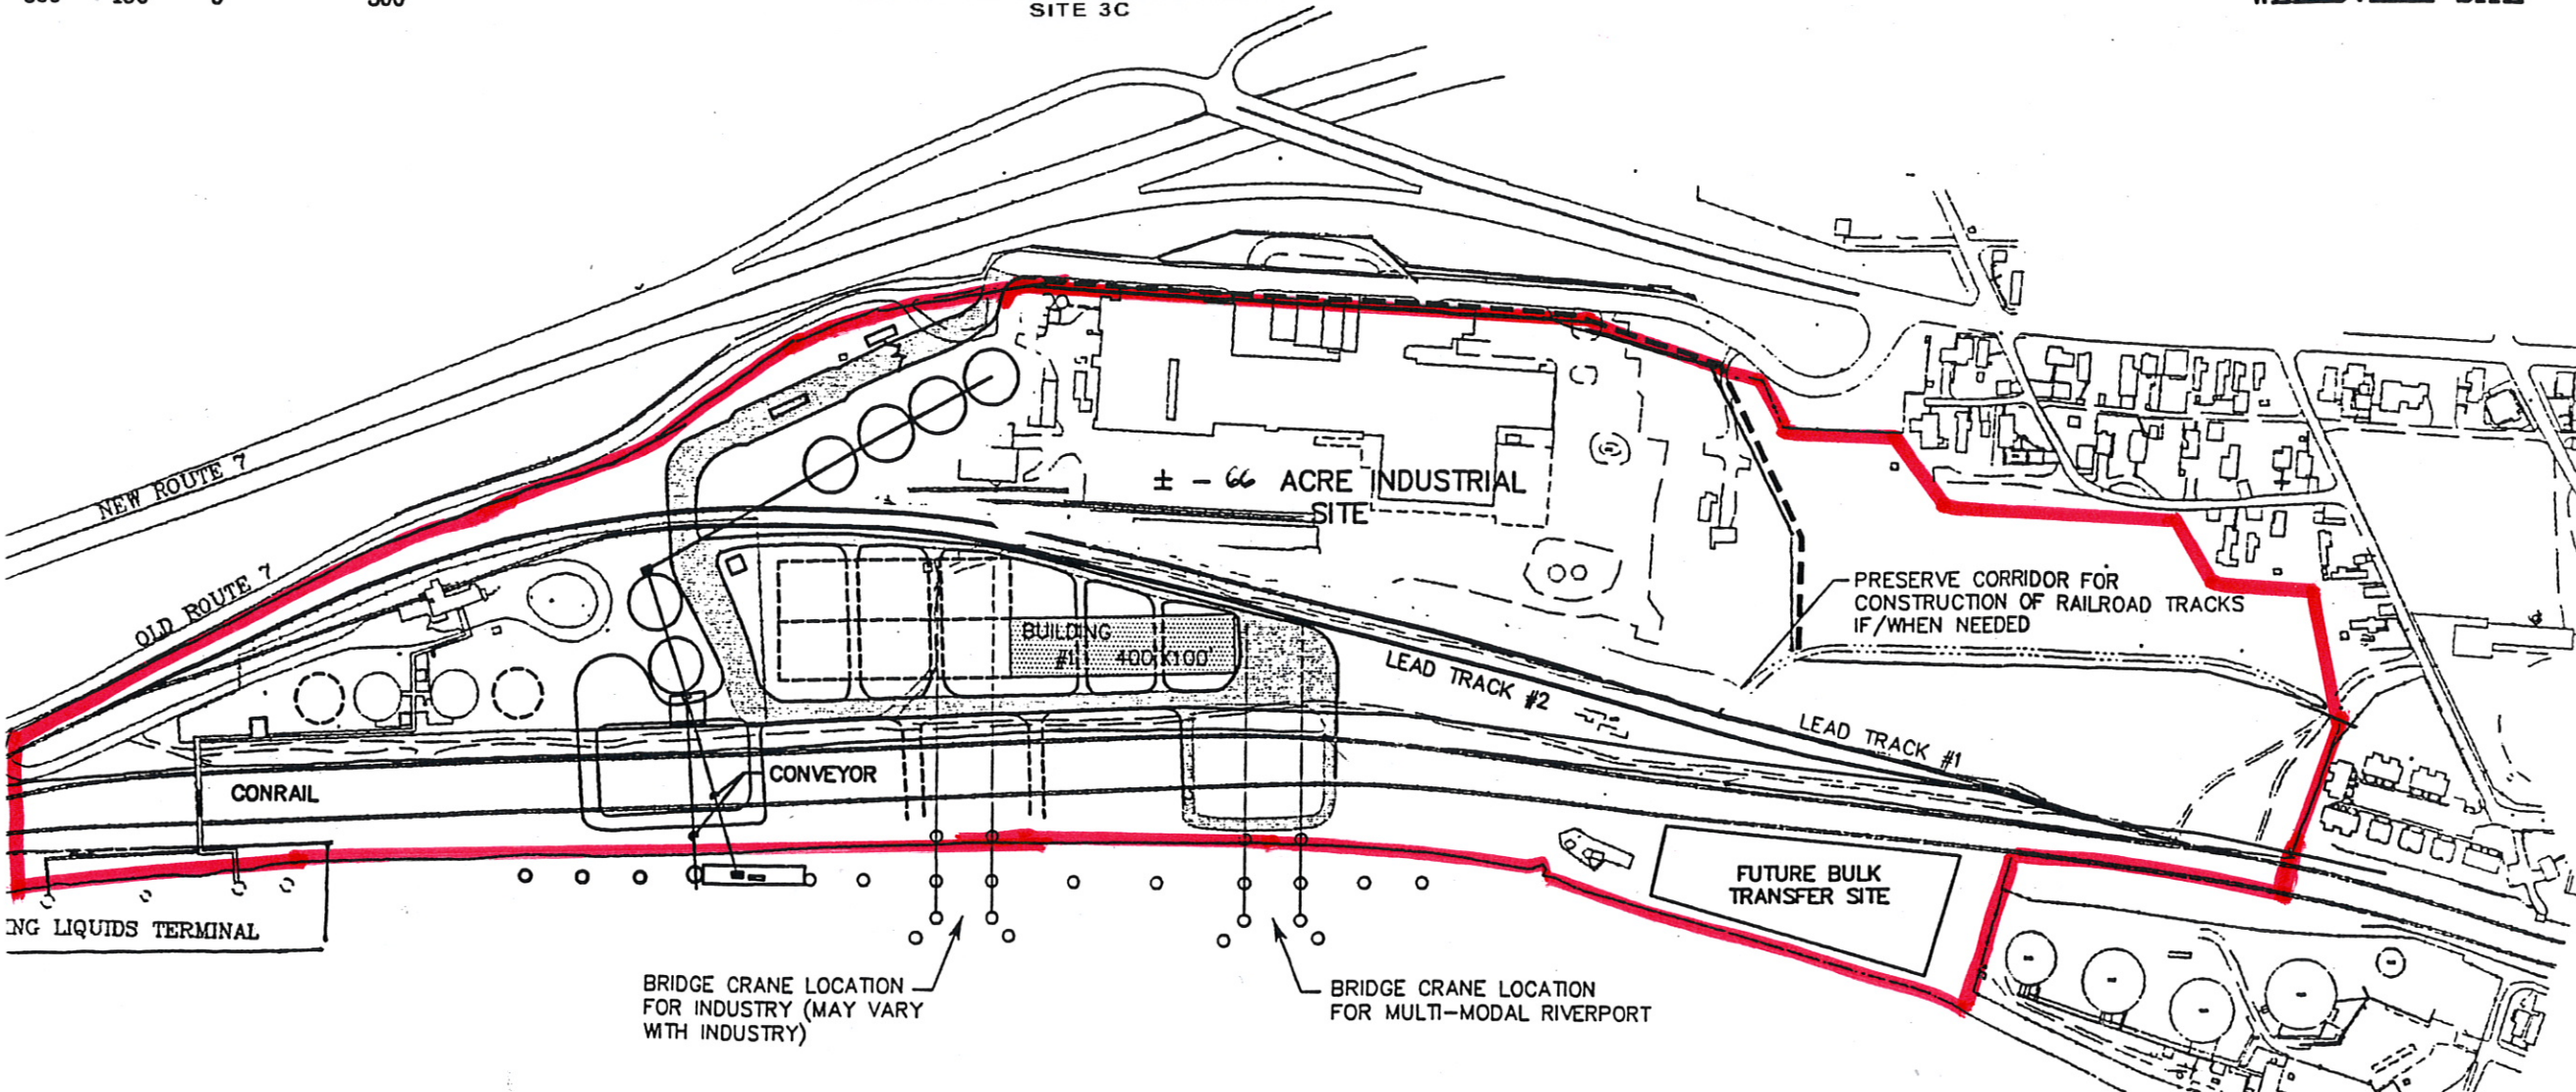 SITE 3C
NEW ROUTE 7
OLD ROUTE 7
± - 66 ACRE INDUSTRIAL
SITE
PRESERVE CORRIDOR FOR
CONSTRUCTION OF RAILROAD TRACKS
IF/WHEN NEEDED
BUILDING
#1 400'X100'
LEAD TRACK #2
LEAD TRACK #1
CONVEYOR
CONRAIL
FUTURE BULK
TRANSFER SITE
NG LIQUIDS TERMINAL
BRIDGE CRANE LOCATION
FOR INDUSTRY (MAY VARY
WITH INDUSTRY)
BRIDGE CRANE LOCATION
FOR MULTI-MODAL RIVERPORT